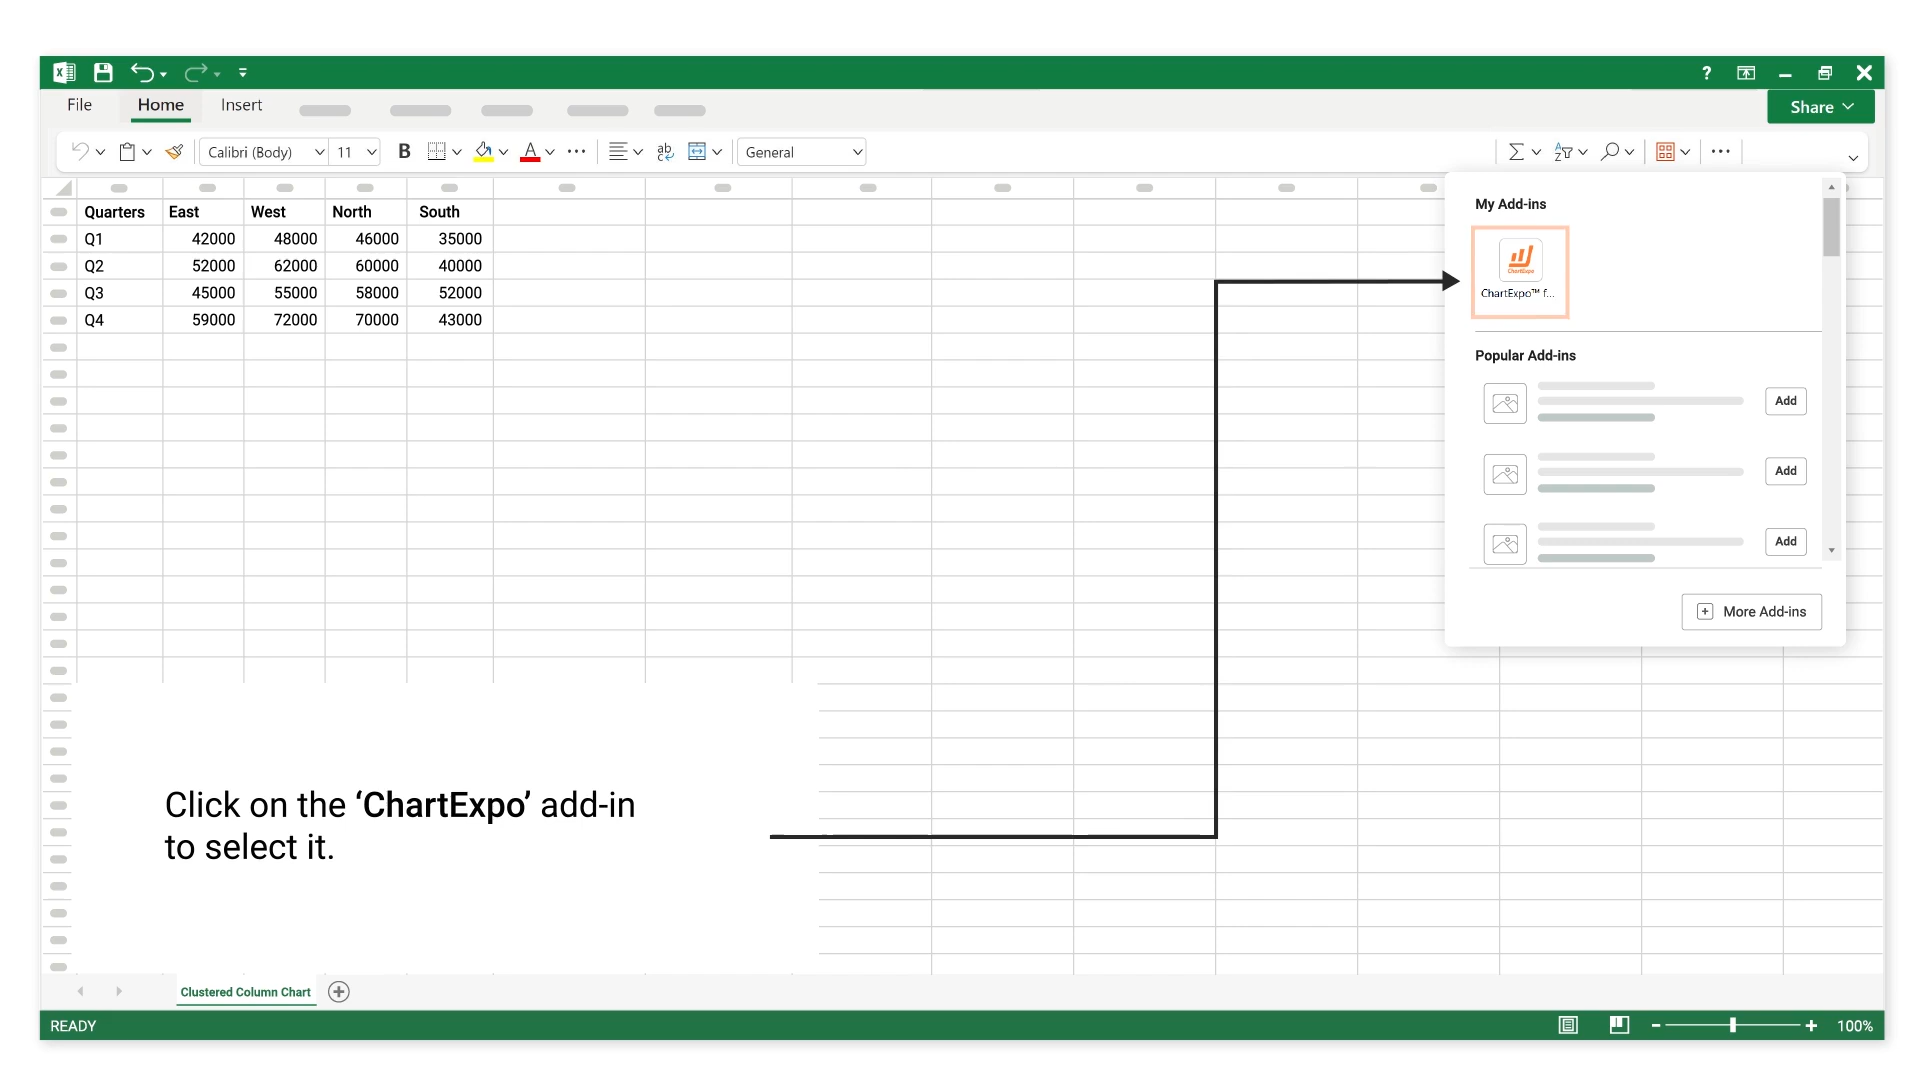 ?
File Home Insert Share
Calibri (Body) 11 B A ab c General A Z
My Add-ins
ChartExpo
ChartExpo™ f...
Quarters East West North South
Q1 42000 48000 46000 35000
Q2 52000 62000 60000 40000
Q3 45000 55000 58000 52000
Q4 59000 72000 70000 43000
Popular Add-ins
Add
Add
Add
More Add-ins
Click on the ‘ChartExpo’ add-in
to select it.
Clustered Column Chart
READY 100%